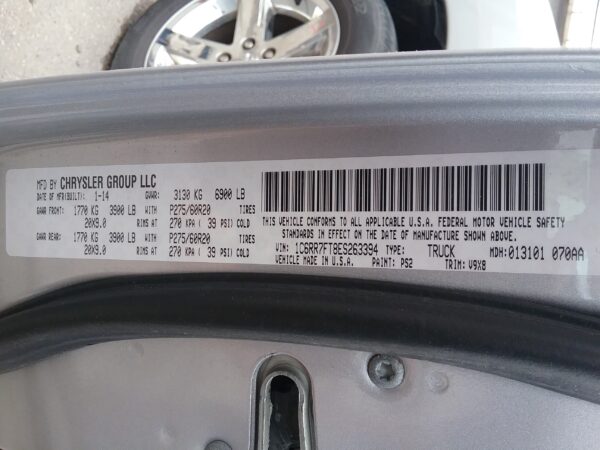 MFD BY CHRYSLER GROUP LLC
DATE OF MFR(BUILT): 1-14 GVWR: 3130 KG 6900 LB
GAWR FRONT: 1770 KG 3900 LB WITH P275/60R20 TIRES
20X9.0 RIMS AT 270 KPA ( 39 PSI) COLD
GAWR REAR: 1770 KG 3900 LB WITH P275/60R20 TIRES
20X9.0 RIMS AT 270 KPA ( 39 PSI) COLD
THIS VEHICLE CONFORMS TO ALL APPLICABLE U.S.A. FEDERAL MOTOR VEHICLE SAFETY
STANDARDS IN EFFECT ON THE DATE OF MANUFACTURE SHOWN ABOVE.
VIN: 1C6RR7FT8ES263394 TYPE: TRUCK MDH: 013101 070AA
VEHICLE MADE IN U.S.A. PAINT: PS2 TRIM: V9X8